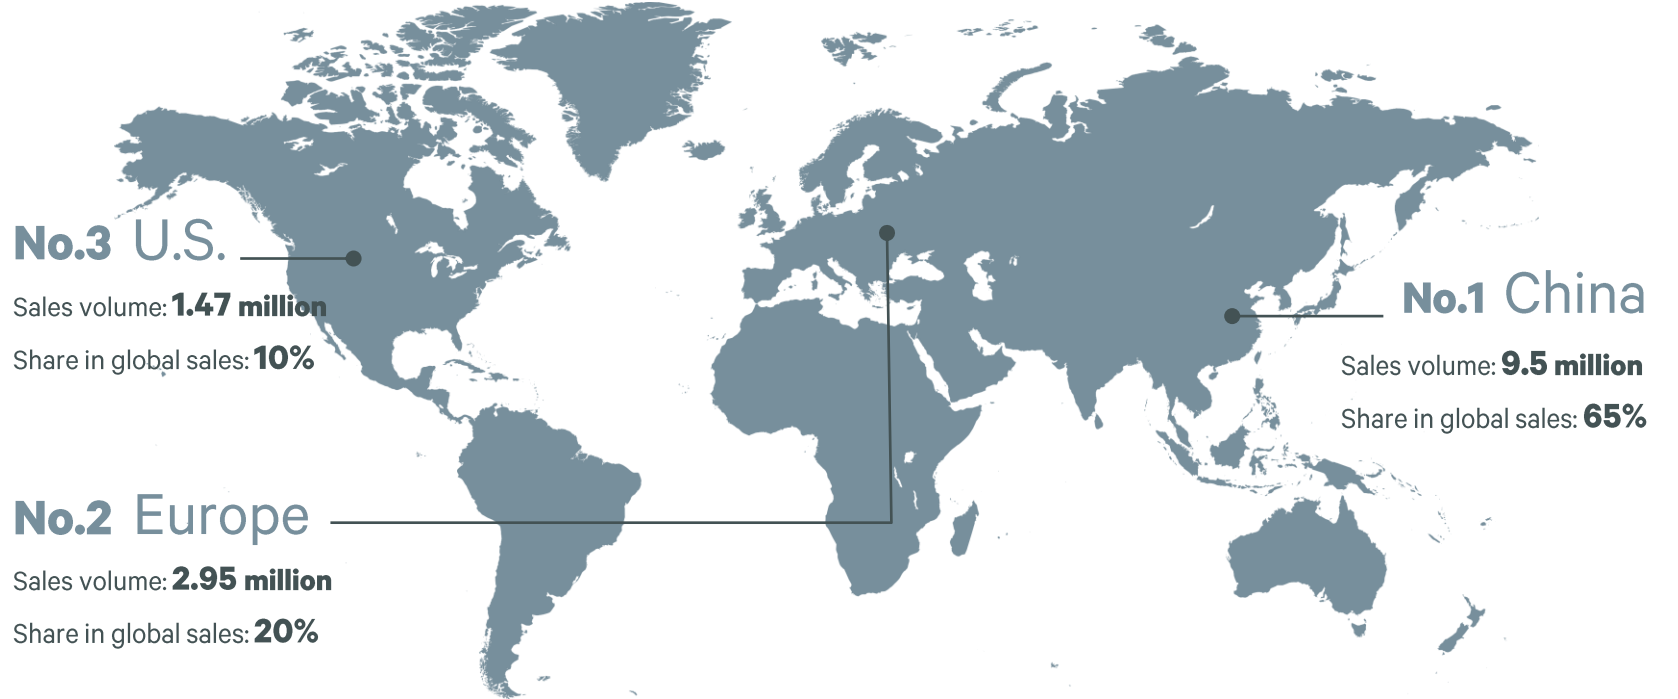 No.3 U.S.
Sales volume: 1.47 million
Share in global sales: 10%
No.2 Europe
Sales volume: 2.95 million
Share in global sales: 20%
No.1 China
Sales volume: 9.5 million
Share in global sales: 65%